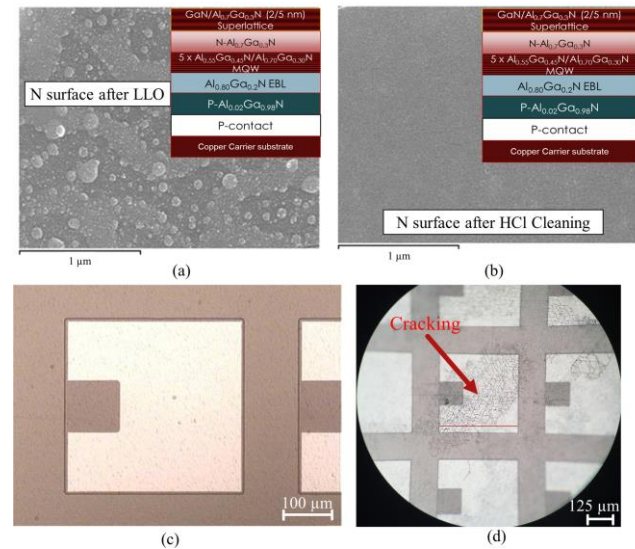 GaN/Al0.7Ga0.3N (2/5 nm)
Superlattice
N-Al0.7Ga0.3N
5 x Al0.55Ga0.45N/Al0.70Ga0.30N
MQW
Al0.80Ga0.2N EBL
P-Al0.02Ga0.98N
P-contact
Copper Carrier substrate
N surface after LLO
1 µm
(a)
GaN/Al0.7Ga0.3N (2/5 nm)
Superlattice
N-Al0.7Ga0.3N
5 x Al0.55Ga0.45N/Al0.70Ga0.30N
MQW
Al0.80Ga0.2N EBL
P-Al0.02Ga0.98N
P-contact
Copper Carrier substrate
N surface after HCl Cleaning
1 µm
(b)
100 µm
(c)
Cracking
125 µm
(d)